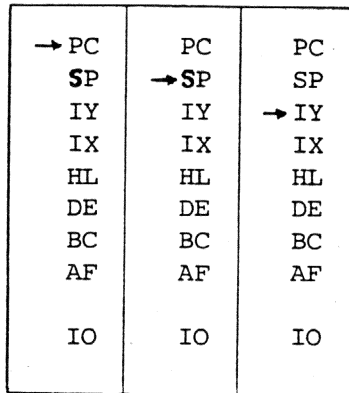 → PC PC PC
SP → SP SP
IY IY → IY
IX IX IX
HL HL HL
DE DE DE
BC BC BC
AF AF AF
IO IO IO